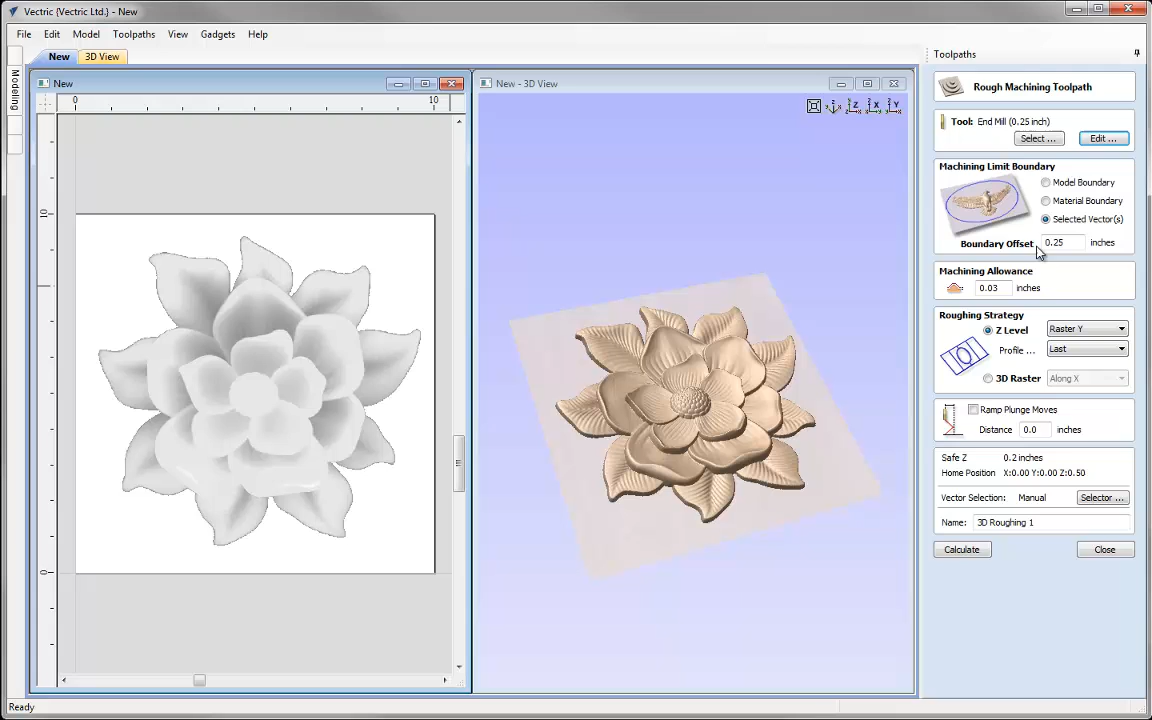 Vectric {Vectric Ltd.} - New
File Edit Model Toolpaths View Gadgets Help
New 3D View
Modeling
New
0 10
10
0
New - 3D View
Z X Y
Toolpaths
Rough Machining Toolpath
Tool: End Mill (0.25 inch)
Select ... Edit ...
Machining Limit Boundary
Model Boundary
Material Boundary
Selected Vector(s)
Boundary Offset 0.25 inches
Machining Allowance
0.03 inches
Roughing Strategy
Z Level Raster Y
Profile ... Last
3D Raster Along X
Ramp Plunge Moves
Distance 0.0 inches
Safe Z 0.2 inches
Home Position X:0.00 Y:0.00 Z:0.50
Vector Selection: Manual Selector ...
Name: 3D Roughing 1
Calculate Close
Ready